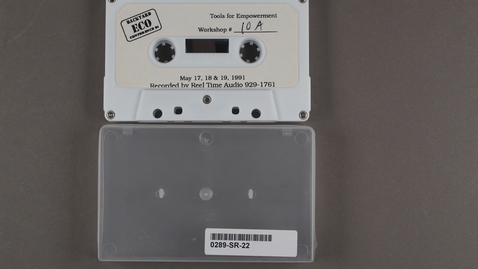 Tools for Empowerment
BACKYARD
ECO
CONFERENCE 91
Workshop # 10 A
May 17, 18 & 19, 1991
Recorded by Reel Time Audio 929-1761
0289-SR-22